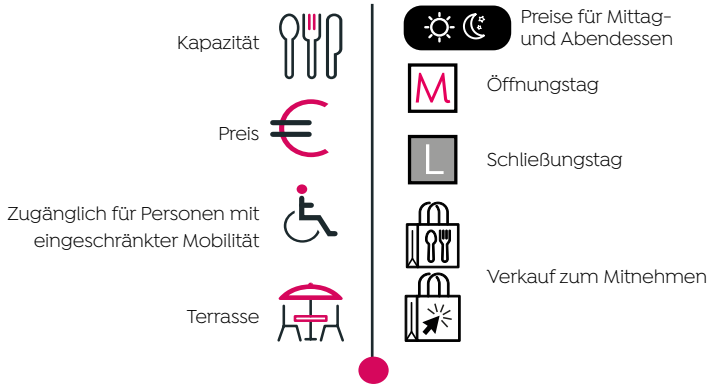 Kapazität
Preis
Zugänglich für Personen mit
eingeschränkter Mobilität
Terrasse
Preise für Mittag-
und Abendessen
M
Öffnungstag
L
Schließungstag
Verkauf zum Mitnehmen